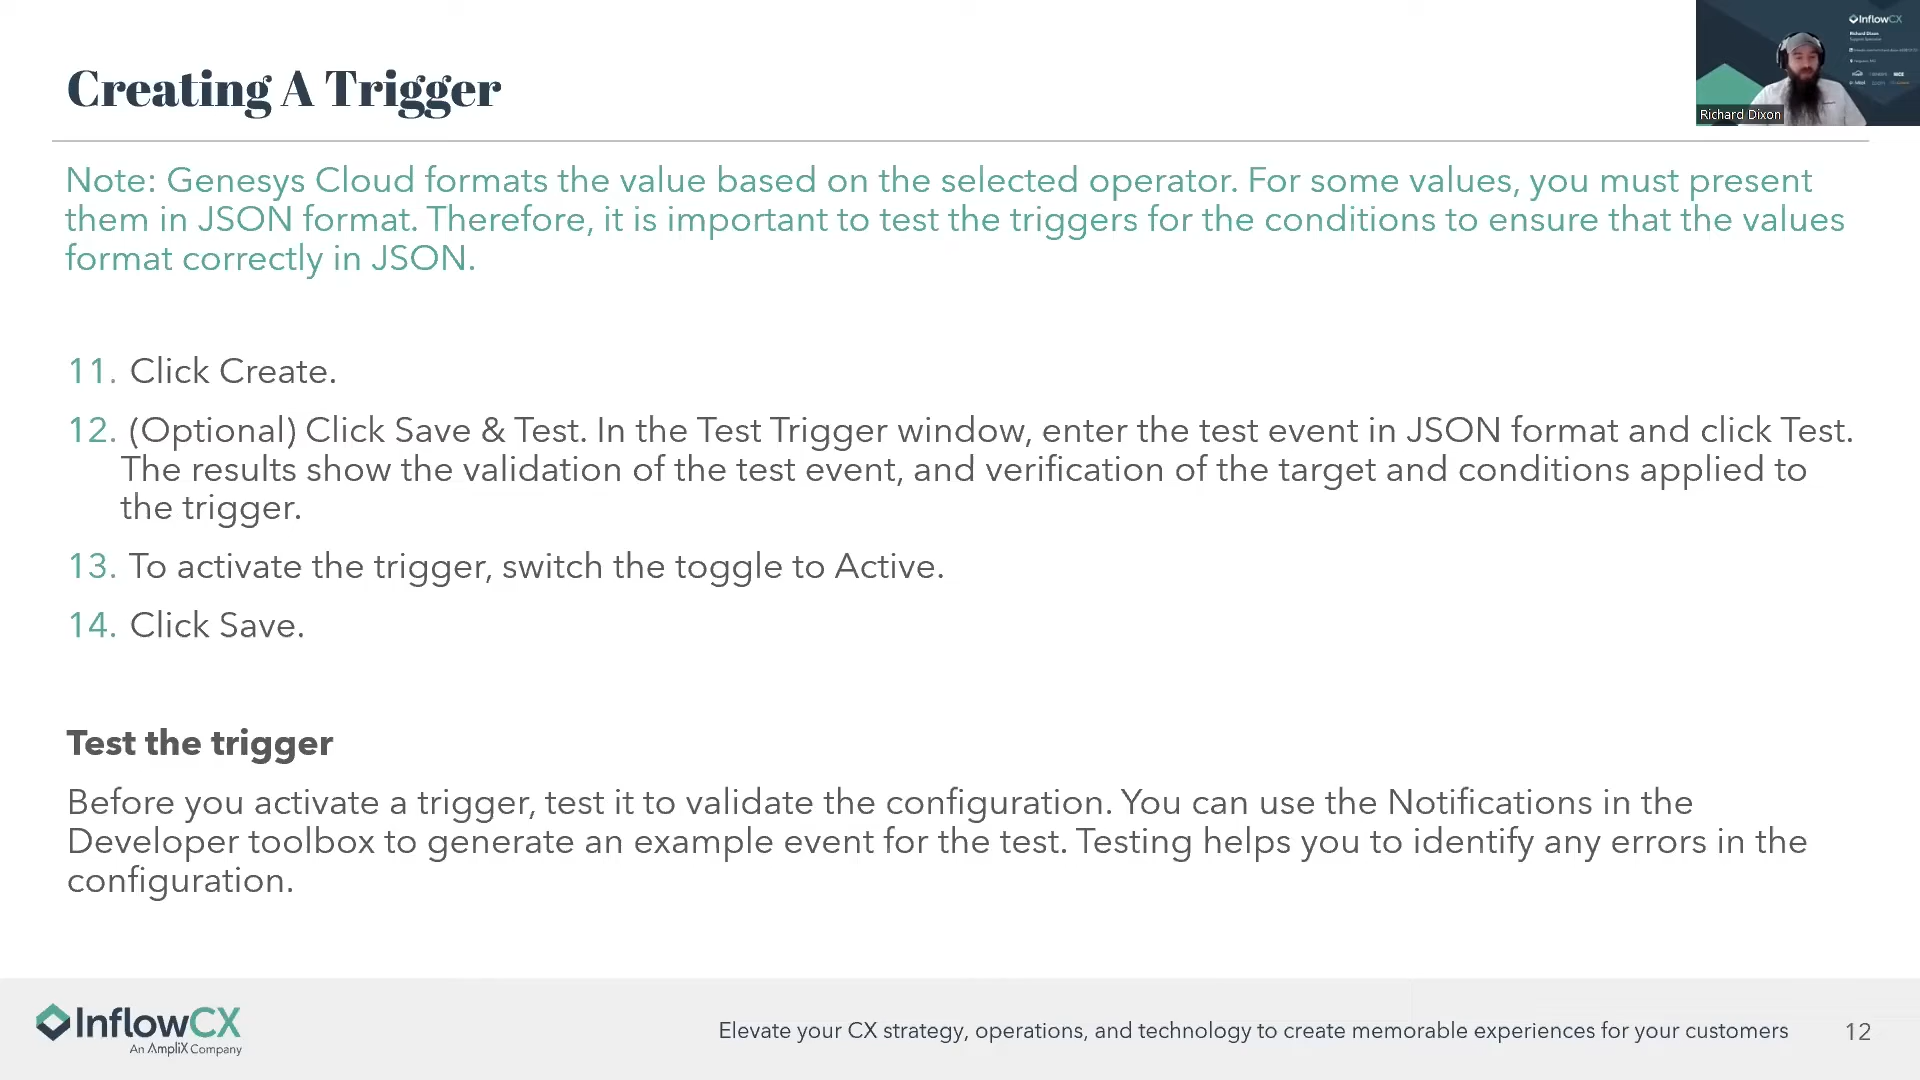 Creating A Trigger
InflowCX
Richard Dixon
Richard Dixon
Note: Genesys Cloud formats the value based on the selected operator. For some values, you must present
them in JSON format. Therefore, it is important to test the triggers for the conditions to ensure that the values
format correctly in JSON.
11. Click Create.
12. (Optional) Click Save & Test. In the Test Trigger window, enter the test event in JSON format and click Test.
The results show the validation of the test event, and verification of the target and conditions applied to
the trigger.
13. To activate the trigger, switch the toggle to Active.
14. Click Save.
Test the trigger
Before you activate a trigger, test it to validate the configuration. You can use the Notifications in the
Developer toolbox to generate an example event for the test. Testing helps you to identify any errors in the
configuration.
InflowCX
An AmpliX Company
Elevate your CX strategy, operations, and technology to create memorable experiences for your customers
12